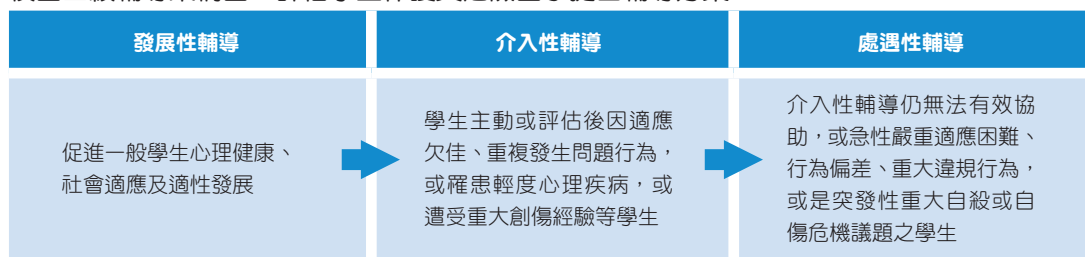 發展性輔導
介入性輔導
處遇性輔導
促進一般學生心理健康、
社會適應及適性發展
學生主動或評估後因適應
欠佳、重複發生問題行為，
或罹患輕度心理疾病，或
遭受重大創傷經驗等學生
介入性輔導仍無法有效協
助，或急性嚴重適應困難、
行為偏差、重大違規行為，
或是突發性重大自殺或自
傷危機議題之學生